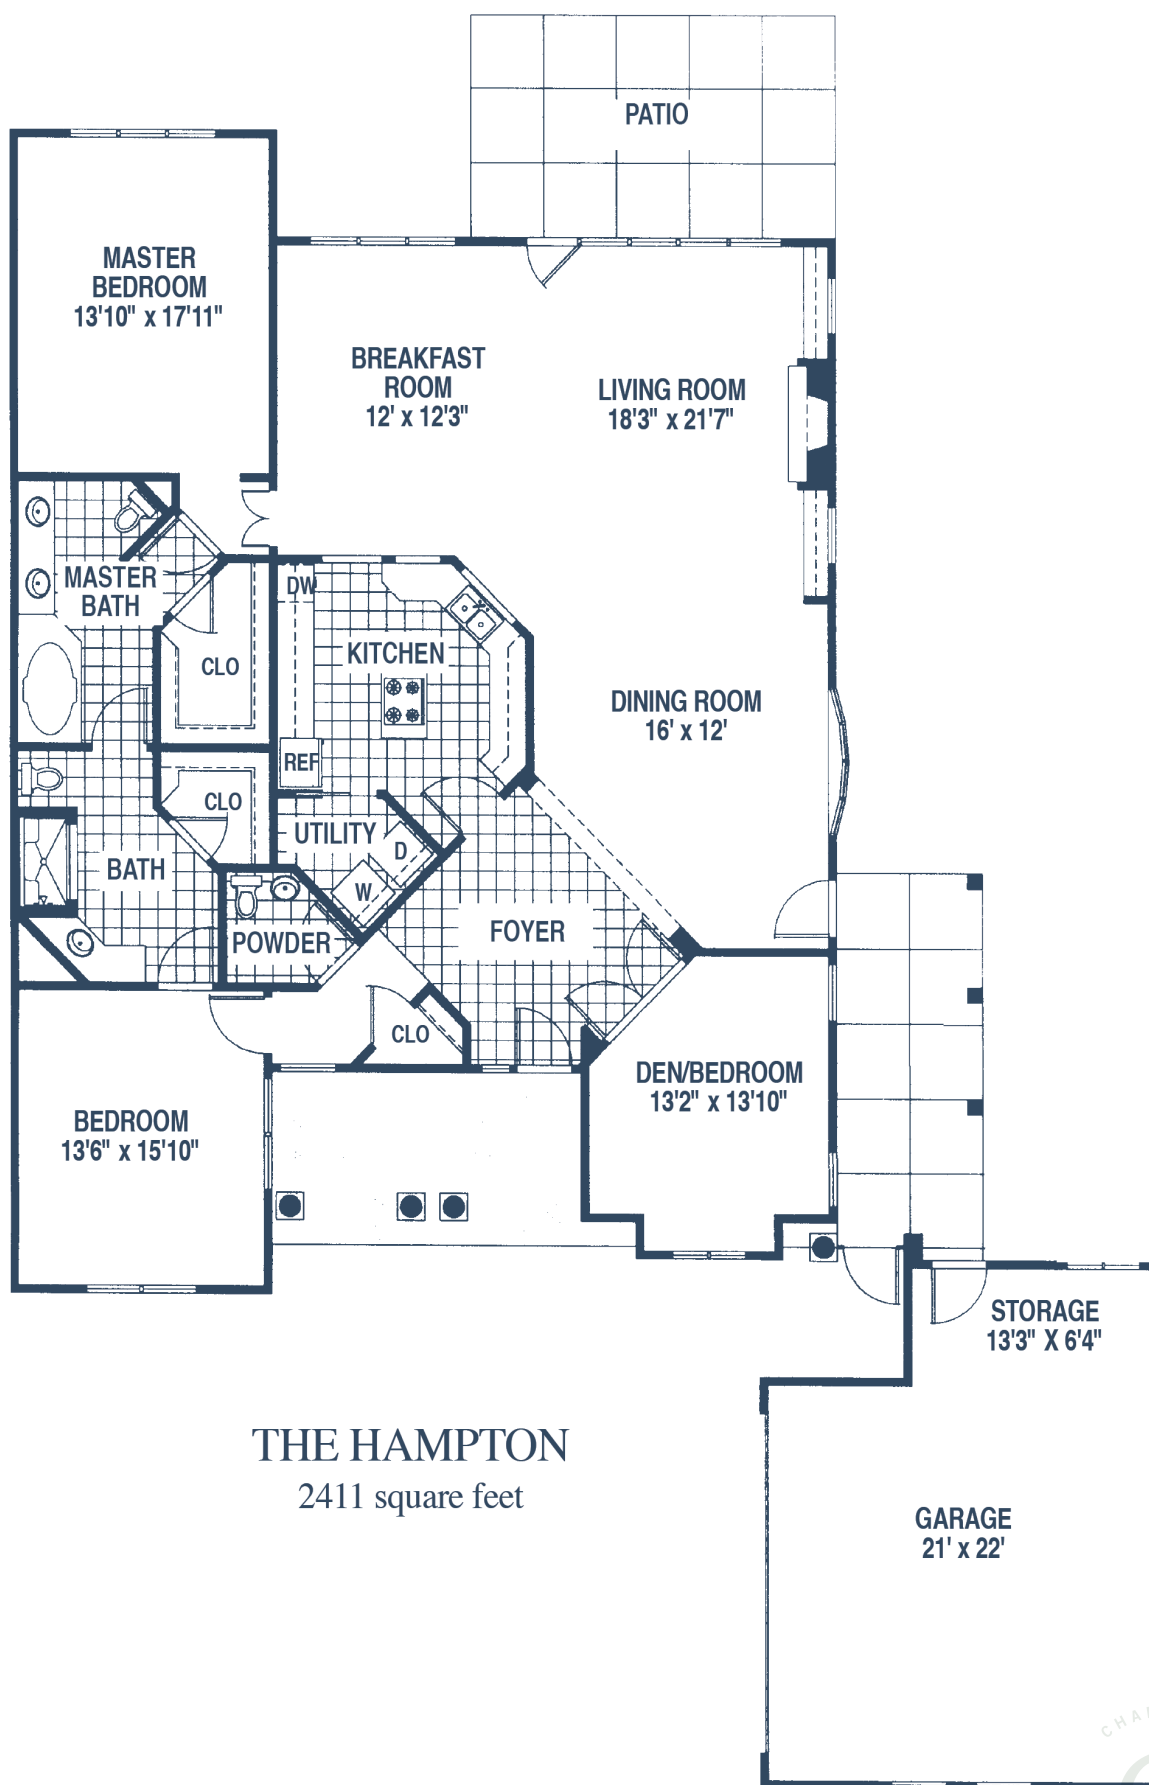 PATIO
MASTER
BEDROOM
13'10" x 17'11"
BREAKFAST
ROOM
12' x 12'3"
LIVING ROOM
18'3" x 21'7"
MASTER
BATH
DW
KITCHEN
CLO
DINING ROOM
16' x 12'
REF
CLO
UTILITY
D
BATH
W
POWDER
FOYER
CLO
DEN/BEDROOM
13'2" x 13'10"
BEDROOM
13'6" x 15'10"
STORAGE
13'3" X 6'4"
THE HAMPTON
2411 square feet
GARAGE
21' x 22'